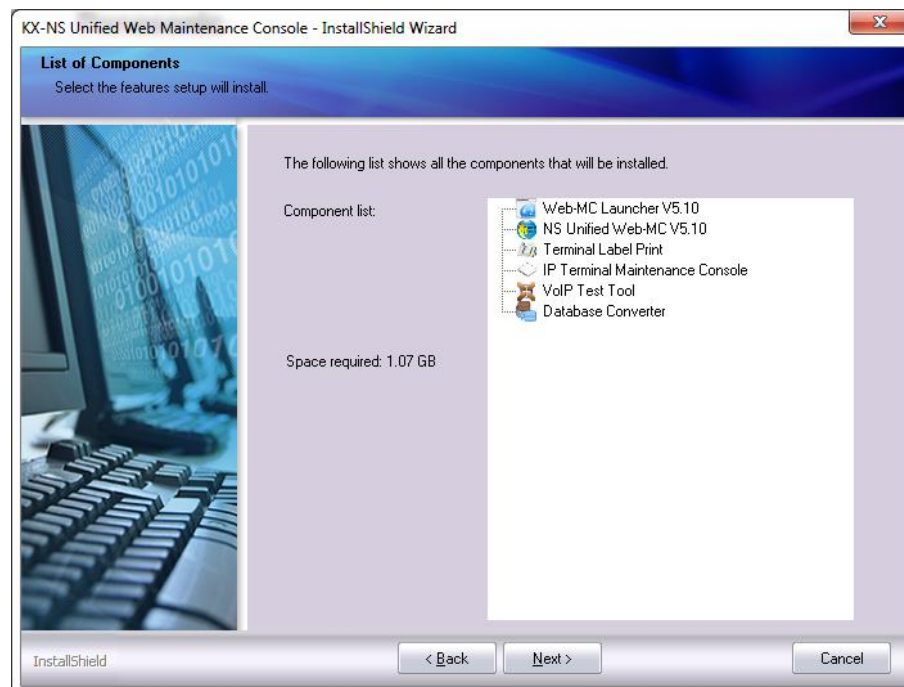 KX-NS Unified Web Maintenance Console - InstallShield Wizard
List of Components
Select the features setup will install.
The following list shows all the components that will be installed.
Component list:
Web-MC Launcher V5.10
NS Unified Web-MC V5.10
Terminal Label Print
IP Terminal Maintenance Console
VoIP Test Tool
Database Converter
Space required: 1.07 GB
InstallShield
< Back
Next >
Cancel